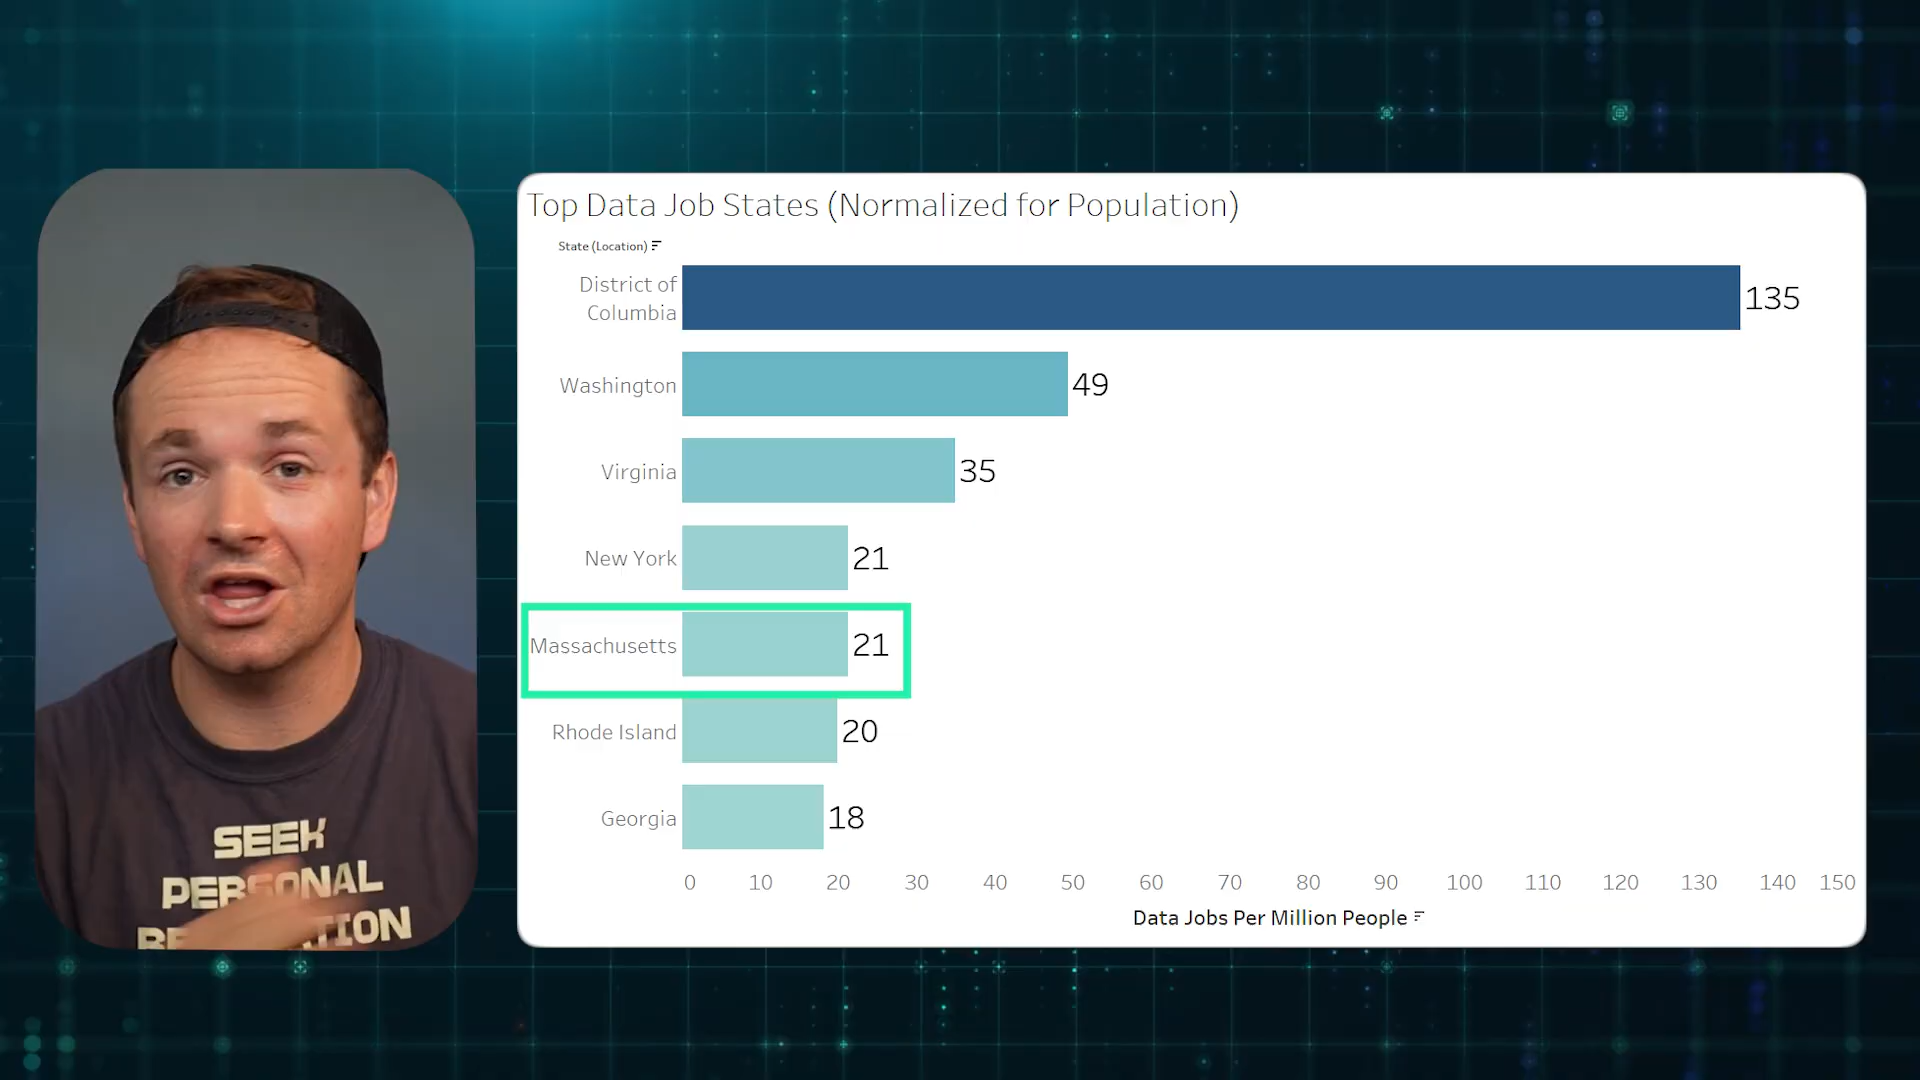 Top Data Job States (Normalized for Population)
State (Location)
District of
Columbia
135
Washington
49
Virginia
35
New York
21
Massachusetts
21
Rhode Island
20
Georgia
18
0 10 20 30 40 50 60 70 80 90 100 110 120 130 140 150
Data Jobs Per Million People
SEEK
PERSONAL